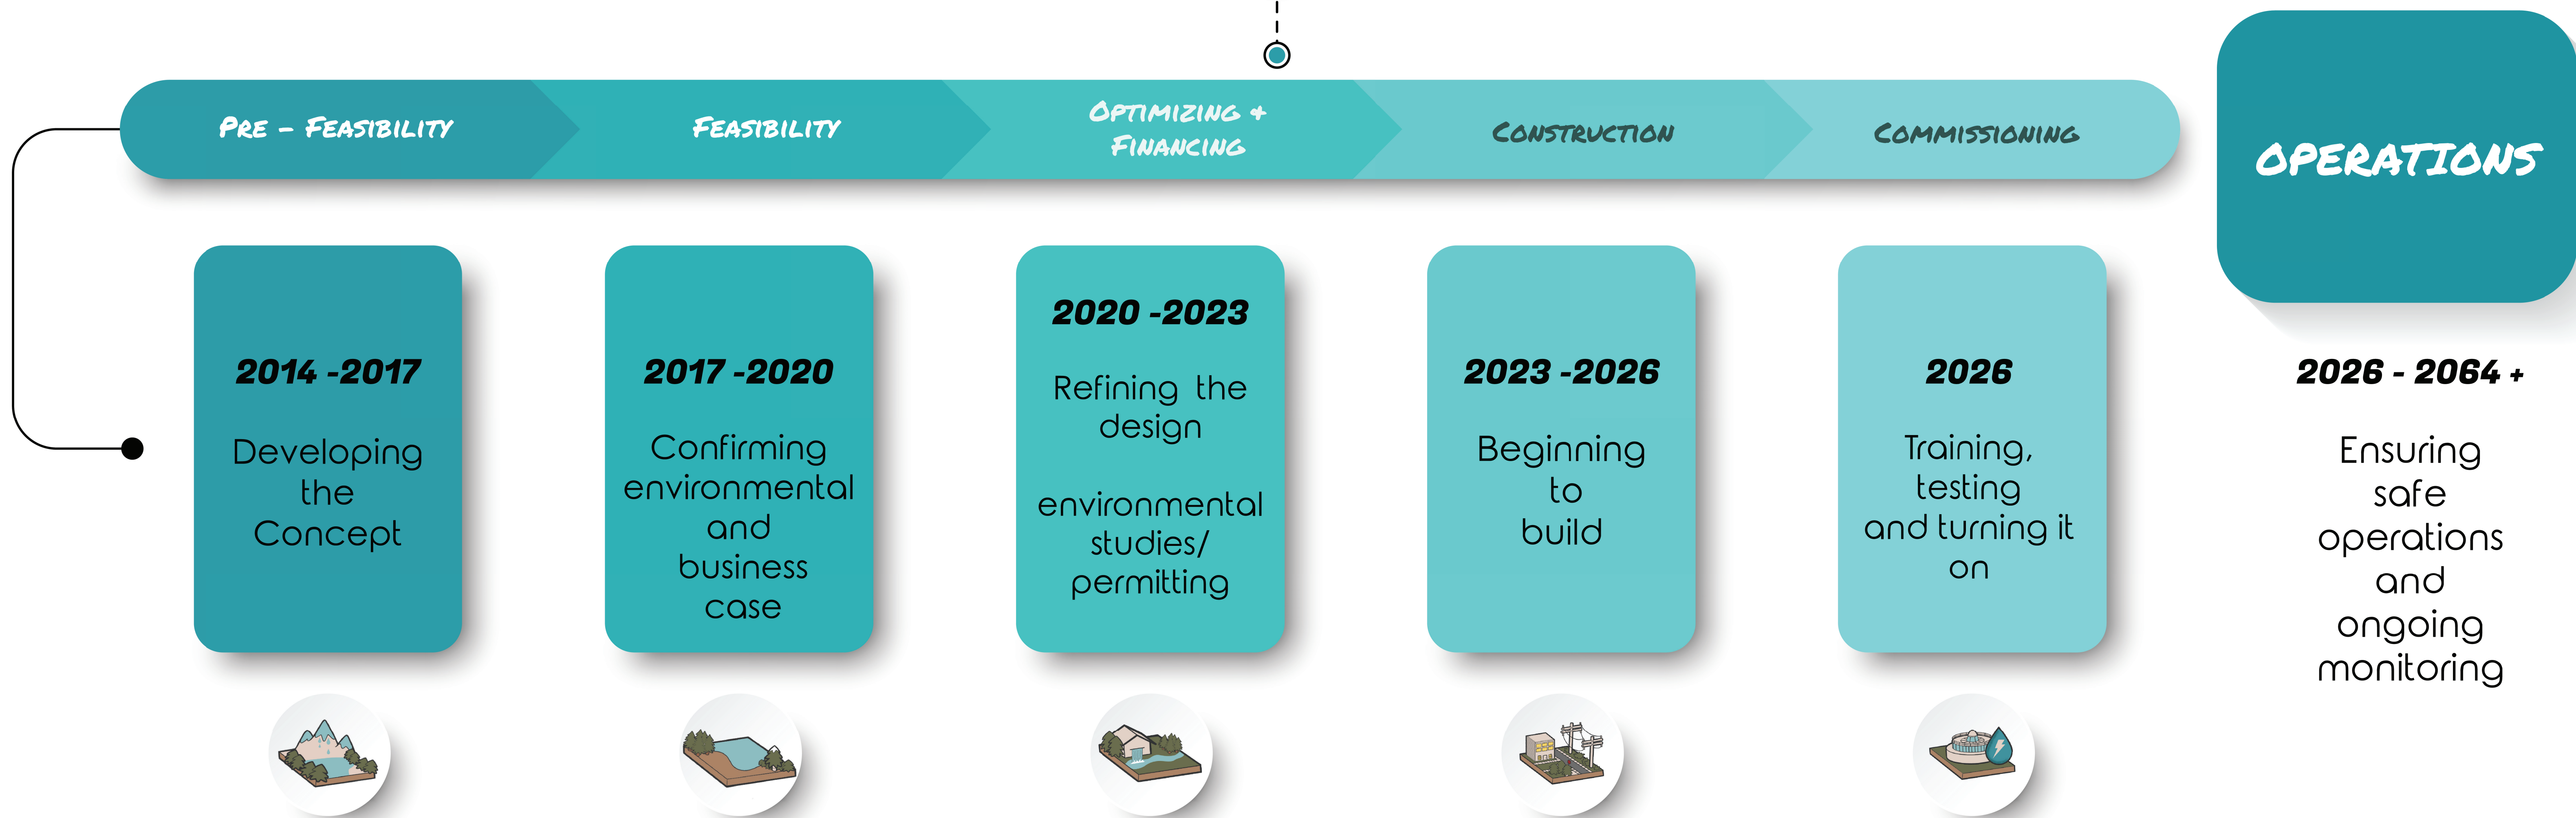 PRE - FEASIBILITY
FEASIBILITY
OPTIMIZING &
FINANCING
CONSTRUCTION
COMMISSIONING
OPERATIONS
2014 -2017
Developing
the
Concept
2017 -2020
Confirming
environmental
and
business
case
2020 -2023
Refining the
design
environmental
studies/
permitting
2023 -2026
Beginning
to
build
2026
Training,
testing
and turning it
on
2026 - 2064 +
Ensuring
safe
operations
and
ongoing
monitoring